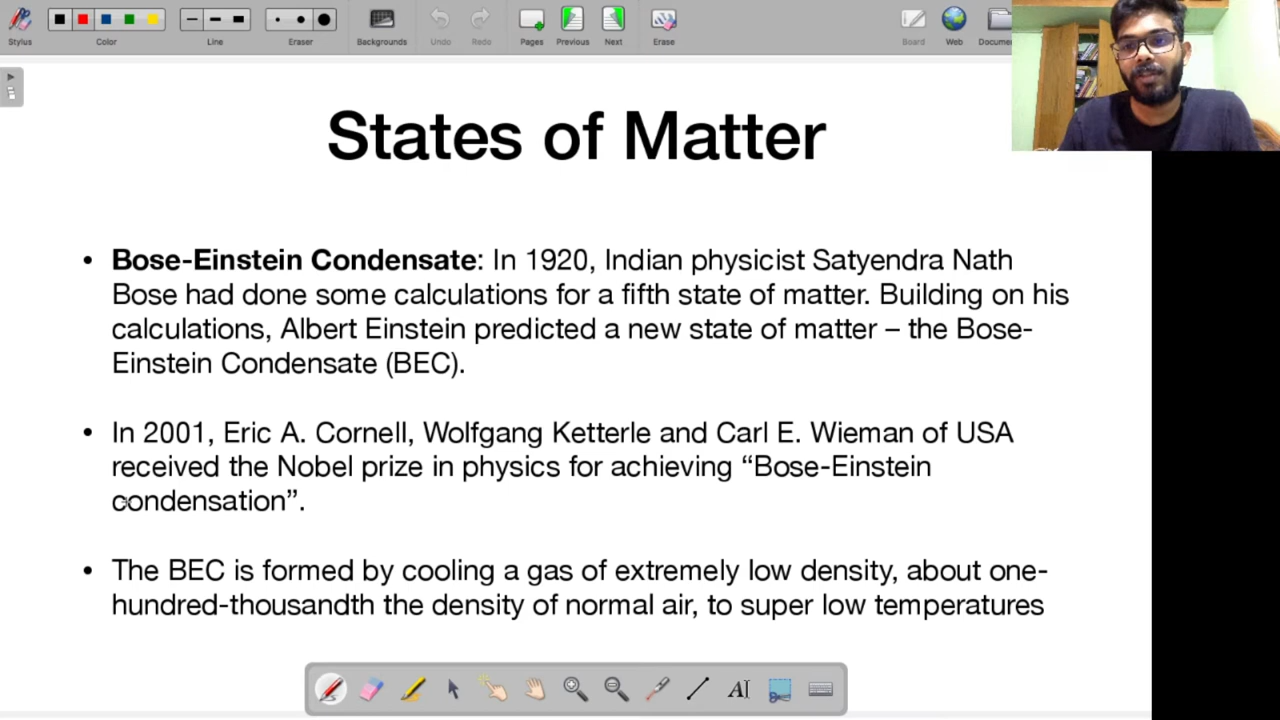 Stylus
Color
Line
Eraser
Backgrounds
Undo
Redo
Pages
Previous
Next
Erase
Board
Web
States of Matter
• Bose-Einstein Condensate: In 1920, Indian physicist Satyendra Nath
Bose had done some calculations for a fifth state of matter. Building on his
calculations, Albert Einstein predicted a new state of matter – the Bose-
Einstein Condensate (BEC).
• In 2001, Eric A. Cornell, Wolfgang Ketterle and Carl E. Wieman of USA
received the Nobel prize in physics for achieving “Bose-Einstein
condensation”.
• The BEC is formed by cooling a gas of extremely low density, about one-
hundred-thousandth the density of normal air, to super low temperatures
AI